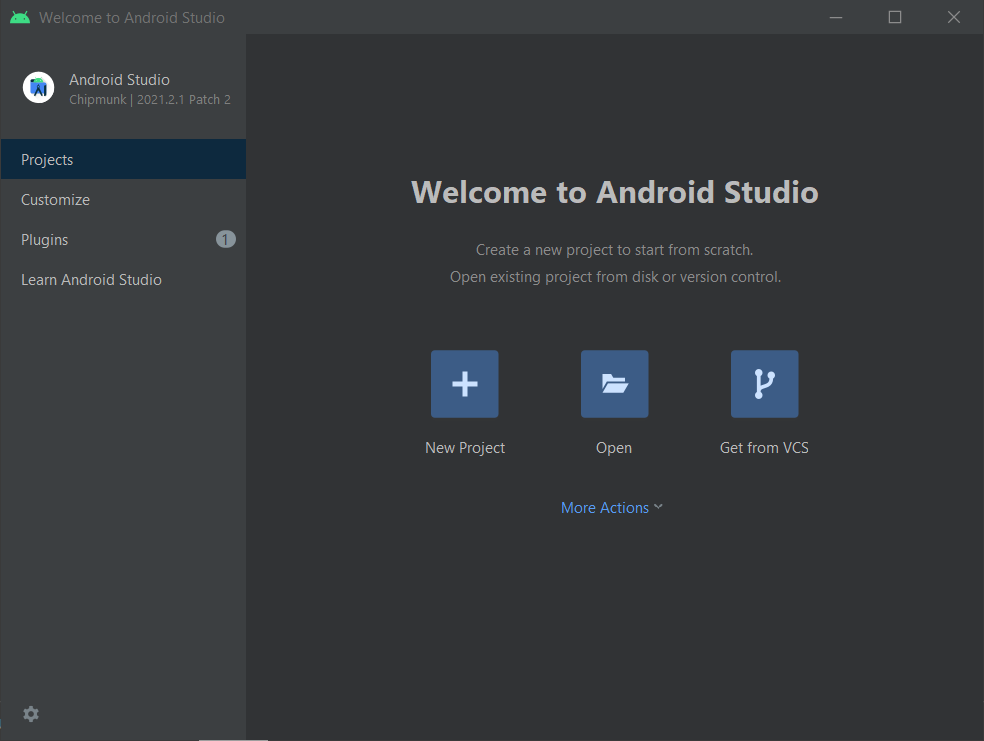 Welcome to Android Studio
Android Studio
Chipmunk | 2021.2.1 Patch 2
Projects
Customize
Plugins
1
Learn Android Studio
Welcome to Android Studio
Create a new project to start from scratch.
Open existing project from disk or version control.
New Project
Open
Get from VCS
More Actions